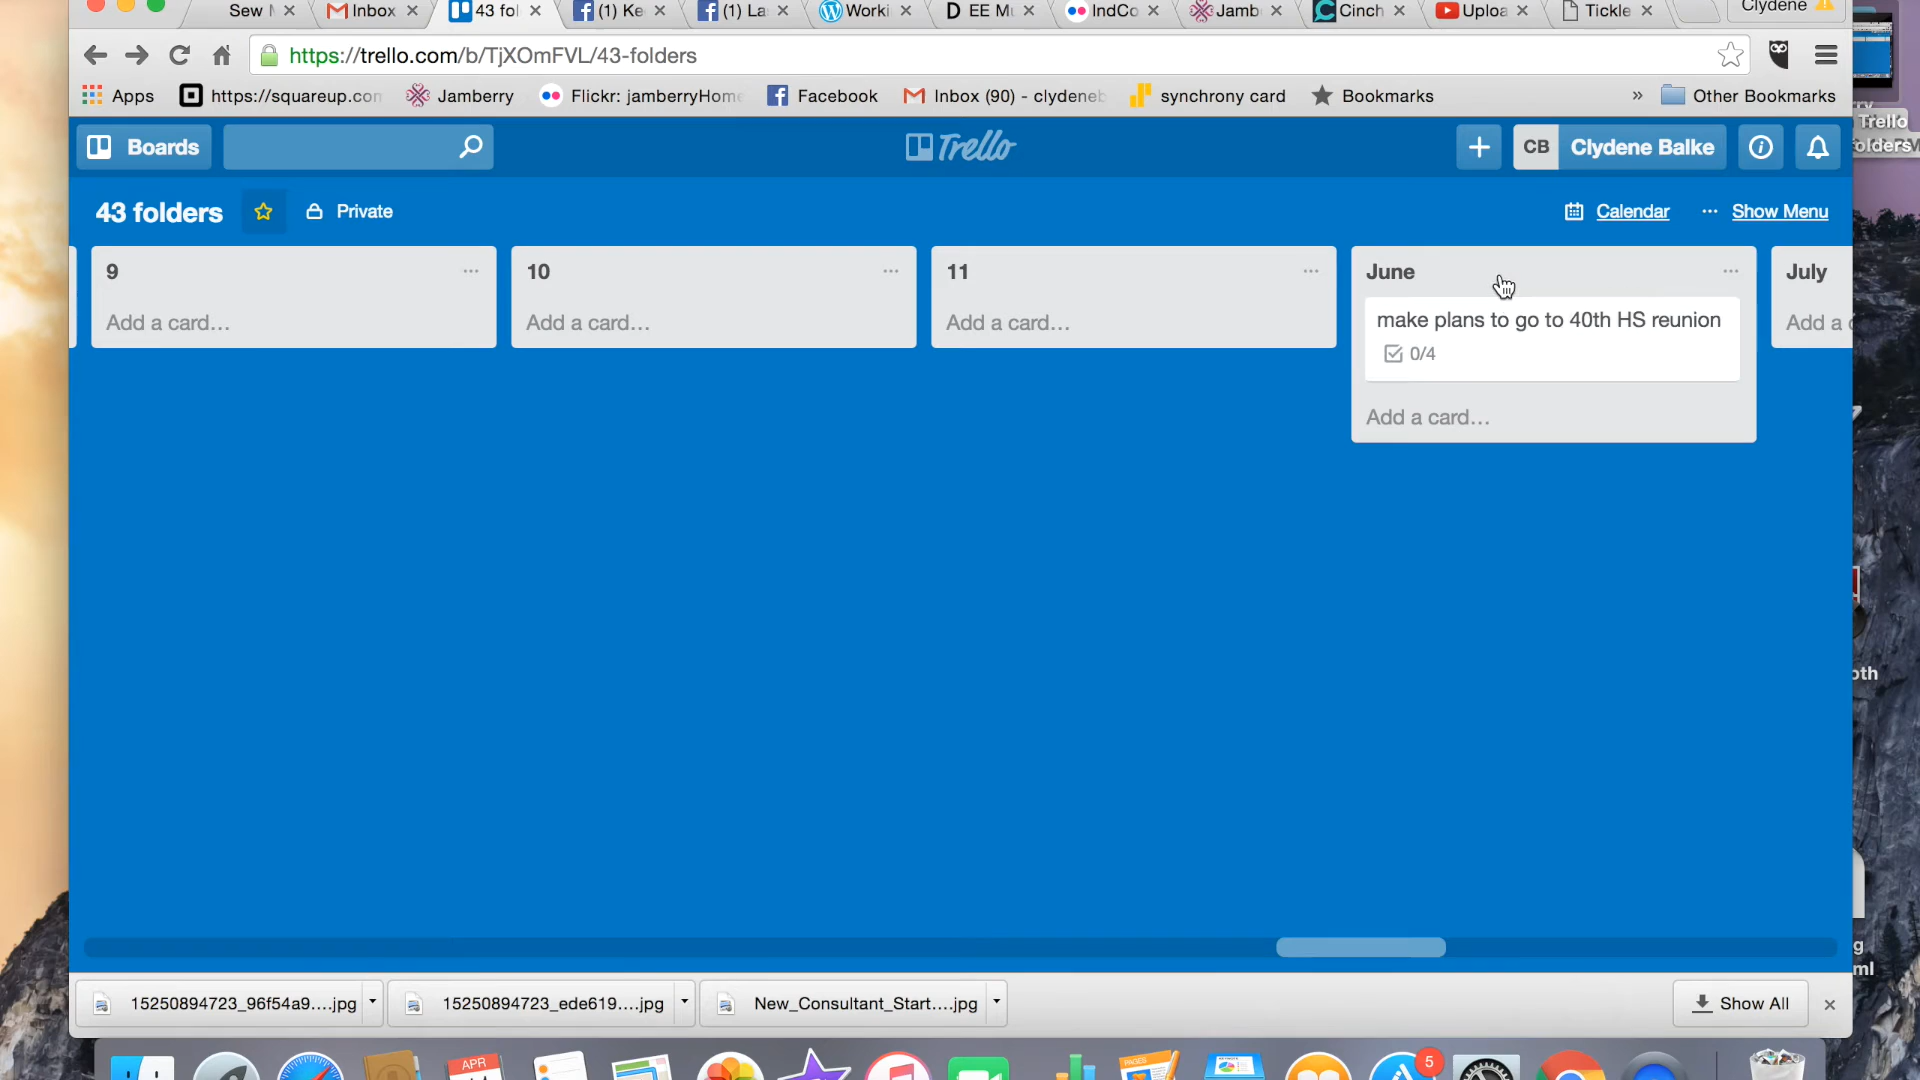 Sew
Inbox
43 fol
(1) Ke
(1) La
Worki
EE M
IndCo
Jamb
Cinch
Uploa
Tickle
Clydene
https://trello.com/b/TjXOmFVL/43-folders
Apps
https://squareup.con
Jamberry
Flickr: jamberryHome
Facebook
Inbox (90) - clydeneb
synchrony card
Bookmarks
»
Other Bookmarks
Boards
Trello
+
CB
Clydene Balke
43 folders
Private
Calendar
··· Show Menu
9
Add a card…
10
Add a card…
11
Add a card…
June
make plans to go to 40th HS reunion
0/4
Add a card…
July
Add a
15250894723_96f54a9....jpg
15250894723_ede619....jpg
New_Consultant_Start....jpg
Show All
Trello
olders
oth
g
ml
APR
PAGES
5